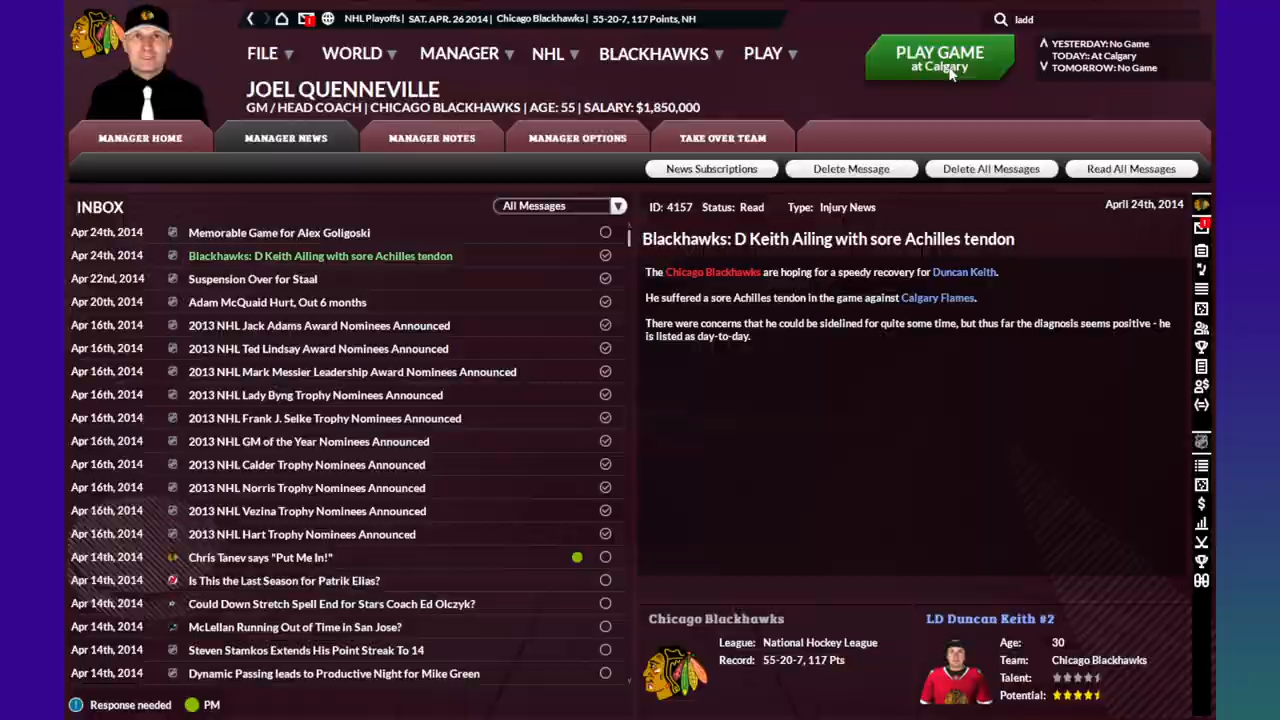 NHL Playoffs| SAT. APR. 26 2014 | Chicago Blackhawks | 55-20-7, 117 Points, NH
ladd
FILE WORLD MANAGER NHL BLACKHAWKS PLAY
PLAY GAME
at Calgary
YESTERDAY: No Game
TODAY:: At Calgary
TOMORROW: No Game
JOEL QUENNEVILLE
GM / HEAD COACH | CHICAGO BLACKHAWKS | AGE: 55 | SALARY: $1,850,000
MANAGER HOME MANAGER NEWS MANAGER NOTES MANAGER OPTIONS TAKE OVER TEAM
News Subscriptions Delete Message Delete All Messages Read All Messages
INBOX All Messages
Apr 24th, 2014 Memorable Game for Alex Goligoski
Apr 24th, 2014 Blackhawks: D Keith Ailing with sore Achilles tendon
Apr 22nd, 2014 Suspension Over for Staal
Apr 20th, 2014 Adam McQuaid Hurt, Out 6 months
Apr 16th, 2014 2013 NHL Jack Adams Award Nominees Announced
Apr 16th, 2014 2013 NHL Ted Lindsay Award Nominees Announced
Apr 16th, 2014 2013 NHL Mark Messier Leadership Award Nominees Announced
Apr 16th, 2014 2013 NHL Lady Byng Trophy Nominees Announced
Apr 16th, 2014 2013 NHL Frank J. Selke Trophy Nominees Announced
Apr 16th, 2014 2013 NHL GM of the Year Nominees Announced
Apr 16th, 2014 2013 NHL Calder Trophy Nominees Announced
Apr 16th, 2014 2013 NHL Norris Trophy Nominees Announced
Apr 16th, 2014 2013 NHL Vezina Trophy Nominees Announced
Apr 16th, 2014 2013 NHL Hart Trophy Nominees Announced
Apr 14th, 2014 Chris Tanev says "Put Me In!"
Apr 14th, 2014 Is This the Last Season for Patrik Elias?
Apr 14th, 2014 Could Down Stretch Spell End for Stars Coach Ed Olczyk?
Apr 14th, 2014 McLellan Running Out of Time in San Jose?
Apr 14th, 2014 Steven Stamkos Extends His Point Streak To 14
Apr 14th, 2014 Dynamic Passing leads to Productive Night for Mike Green
Response needed PM
ID: 4157 Status: Read Type: Injury News April 24th, 2014
Blackhawks: D Keith Ailing with sore Achilles tendon
The Chicago Blackhawks are hoping for a speedy recovery for Duncan Keith.
He suffered a sore Achilles tendon in the game against Calgary Flames.
There were concerns that he could be sidelined for quite some time, but thus far the diagnosis seems positive - he
is listed as day-to-day.
Chicago Blackhawks
League: National Hockey League
Record: 55-20-7, 117 Pts
LD Duncan Keith #2
Age: 30
Team: Chicago Blackhawks
Talent:
Potential: